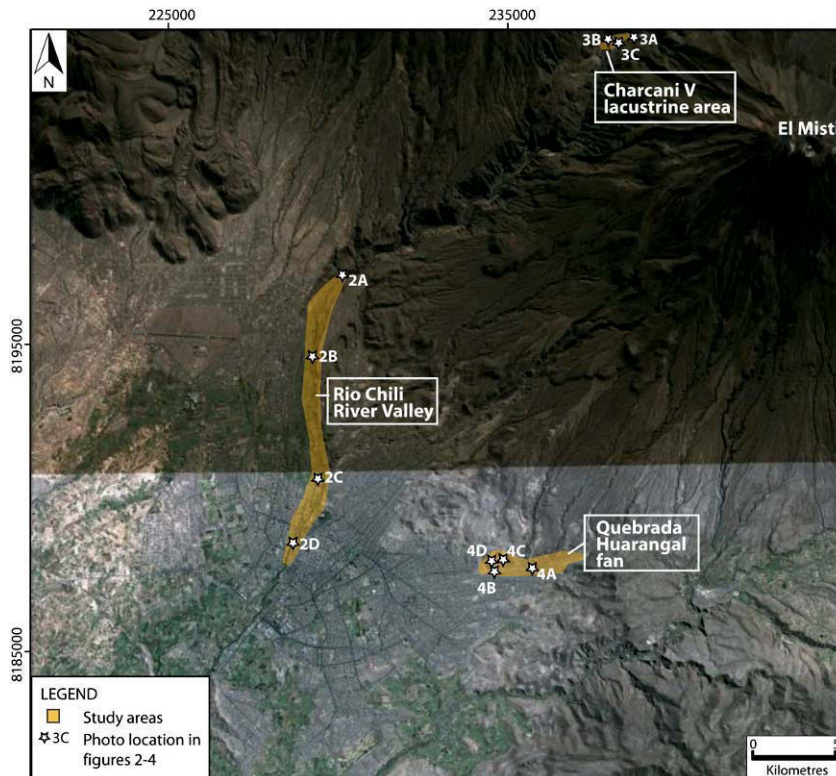 225000
235000
N
3B
3A
3C
Charcani V
lacustrine area
El Misti
2A
8195000
2B
Rio Chili
River Valley
2C
Quebrada
Huarangal
fan
2D
4D
4C
4B
4A
8185000
LEGEND
Study areas
3C Photo location in
figures 2-4
0 5
Kilometres